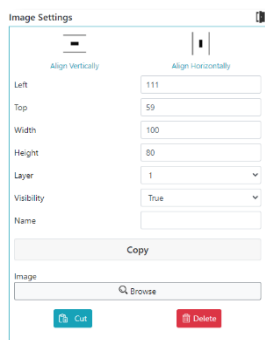 Image Settings
Align Vertically Align Horizontally
Left 111
Top 59
Width 100
Height 80
Layer 1
Visibility True
Name
Copy
Image
Browse
Cut Delete